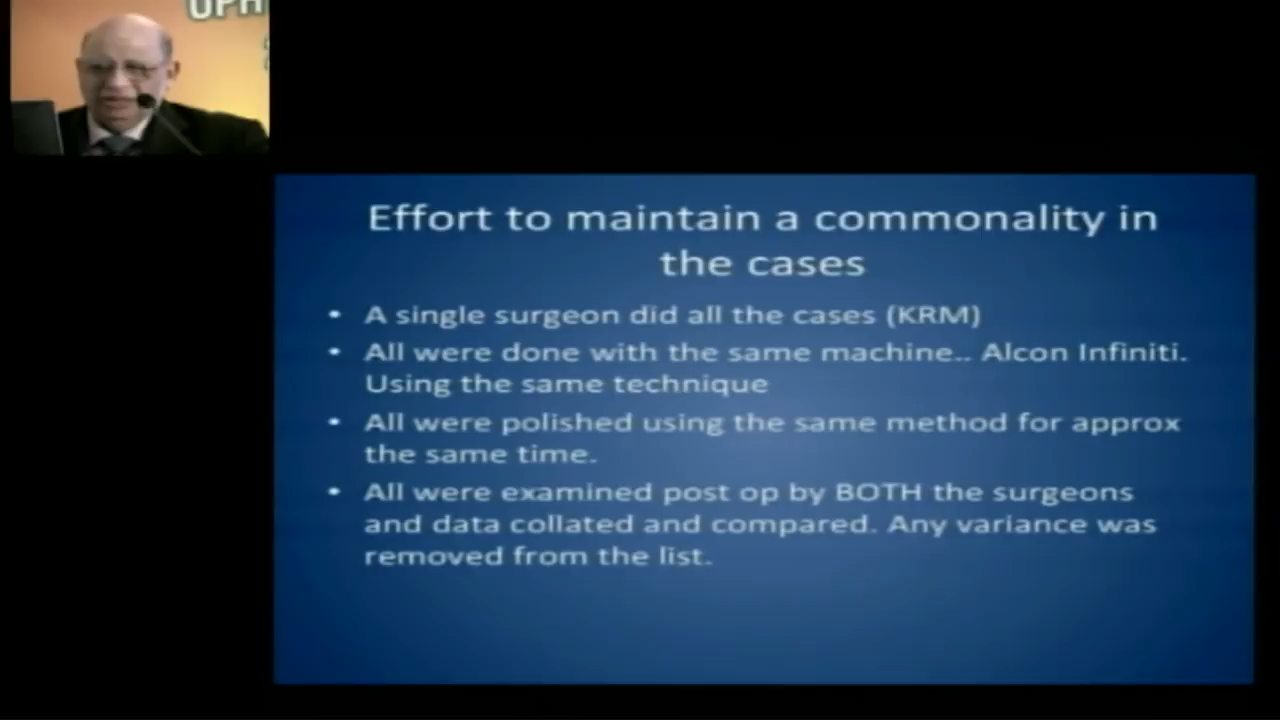 OPH
Effort to maintain a commonality in
the cases
• A single surgeon did all the cases (KRM)
• All were done with the same machine.. Alcon Infiniti.
Using the same technique
• All were polished using the same method for approx
the same time.
• All were examined post op by BOTH the surgeons
and data collated and compared. Any variance was
removed from the list.